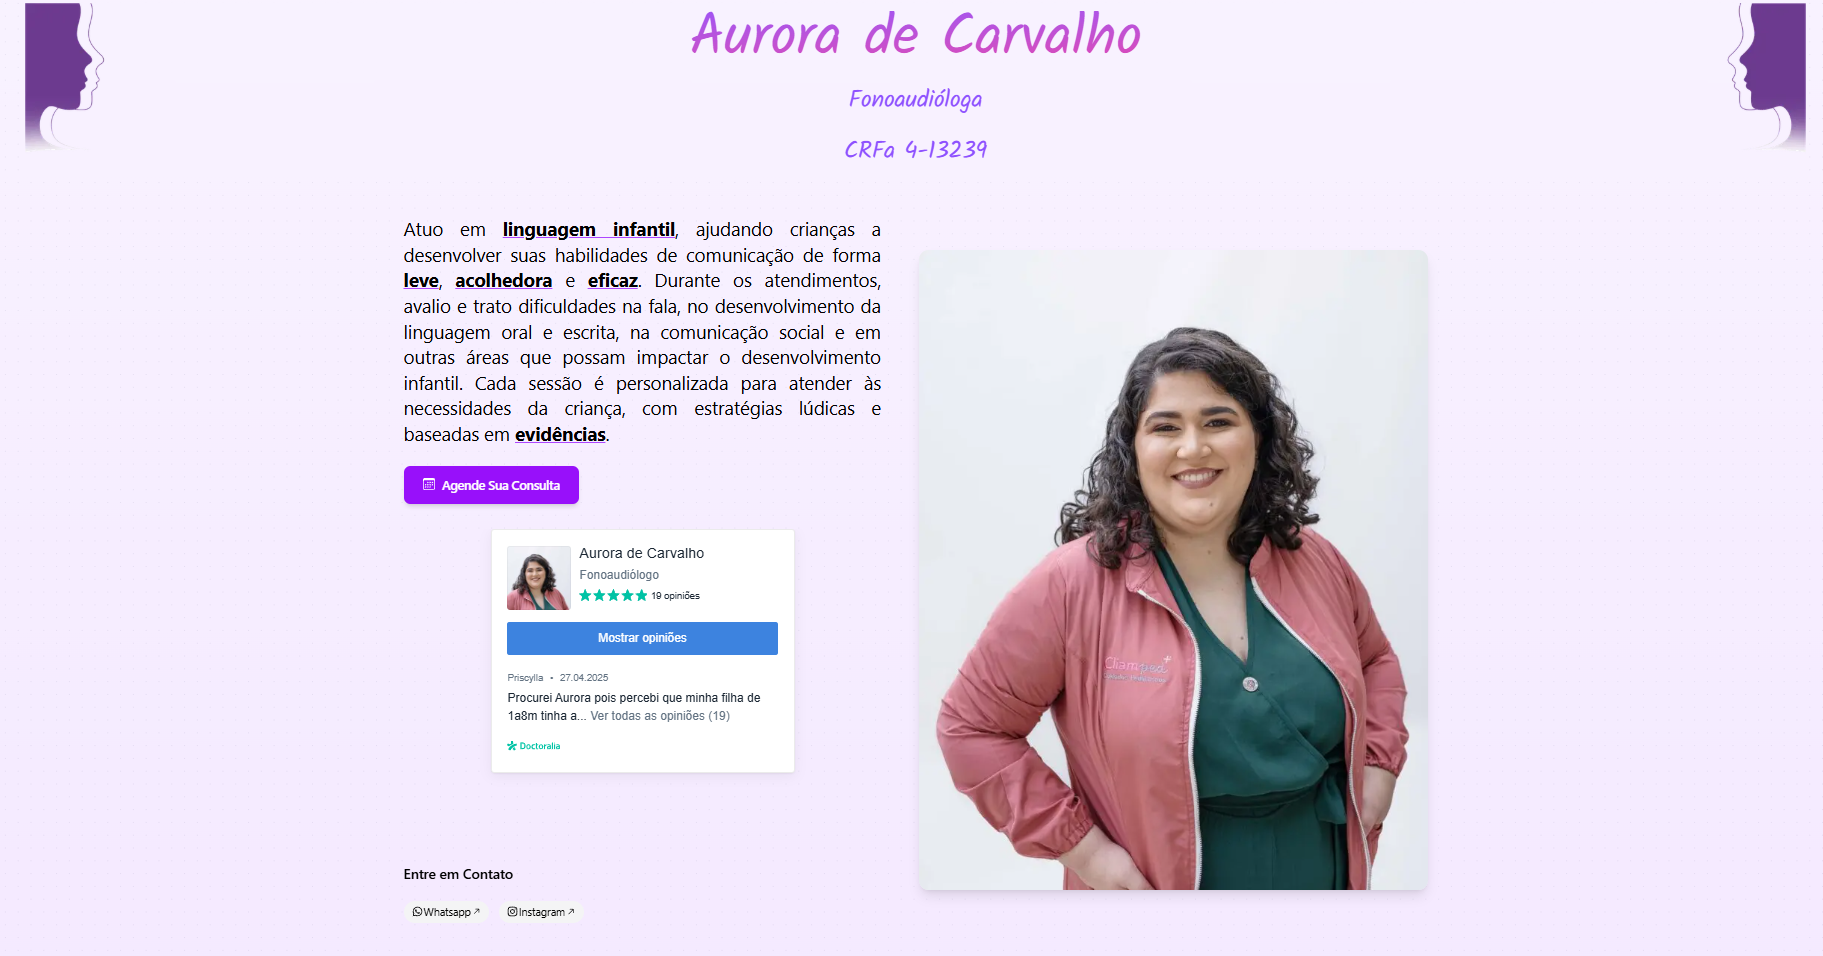 Aurora de Carvalho
Fonoaudióloga
CRFa 4-13239
Atuo em linguagem infantil, ajudando crianças a
desenvolver suas habilidades de comunicação de forma
leve, acolhedora e eficaz. Durante os atendimentos,
avalio e trato dificuldades na fala, no desenvolvimento da
linguagem oral e escrita, na comunicação social e em
outras áreas que possam impactar o desenvolvimento
infantil. Cada sessão é personalizada para atender às
necessidades da criança, com estratégias lúdicas e
baseadas em evidências.
Agende Sua Consulta
Aurora de Carvalho
Fonoaudiólogo
19 opiniões
Mostrar opiniões
Priscylla • 27.04.2025
Procurei Aurora pois percebi que minha filha de
1a8m tinha a... Ver todas as opiniões (19)
Doctoralia
Cliampsa
Entre em Contato
Whatsapp
Instagram